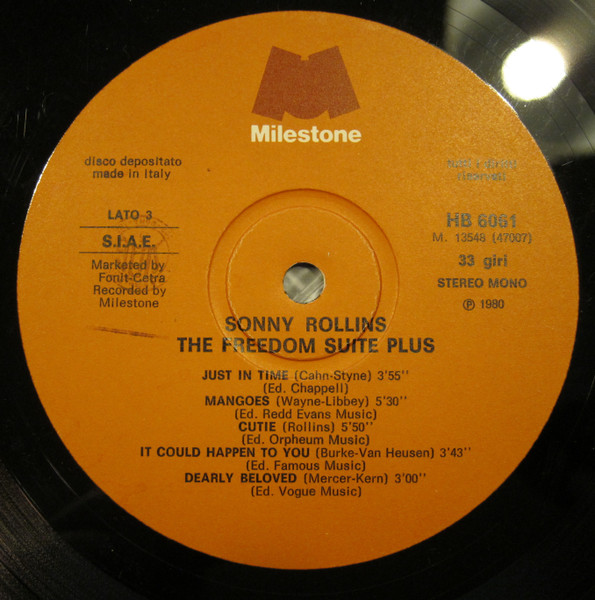 Milestone
disco depositato
made in Italy
LATO 3
S.I.A.E.
Marketed by
Fonit-Cetra
Recorded by
Milestone
HB 6061
M. 13548 (47007)
33 giri
STEREO MONO
Ⓟ 1980
SONNY ROLLINS
THE FREEDOM SUITE PLUS
JUST IN TIME (Cahn-Styne) 3'55''
(Ed. Chappell)
MANGOES (Wayne-Libbey) 5'30''
(Ed. Redd Evans Music)
CUTIE (Rollins) 5'50''
(Ed. Orpheum Music)
IT COULD HAPPEN TO YOU (Burke-Van Heusen) 3'43''
(Ed. Famous Music)
DEARLY BELOVED (Mercer-Kern) 3'00''
(Ed. Vogue Music)